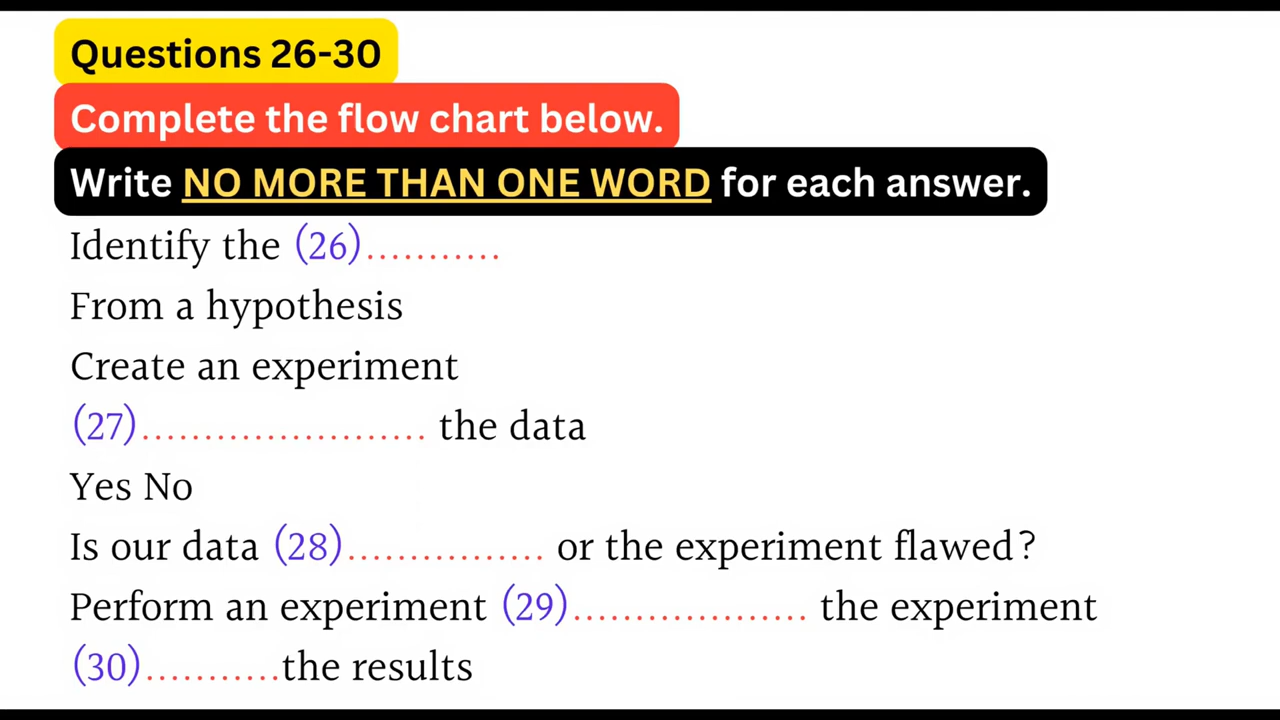 Questions 26-30
Complete the flow chart below.
Write NO MORE THAN ONE WORD for each answer.
Identify the (26)...........
From a hypothesis
Create an experiment
(27)....................... the data
Yes No
Is our data (28)................ or the experiment flawed?
Perform an experiment (29)................... the experiment
(30)...........the results